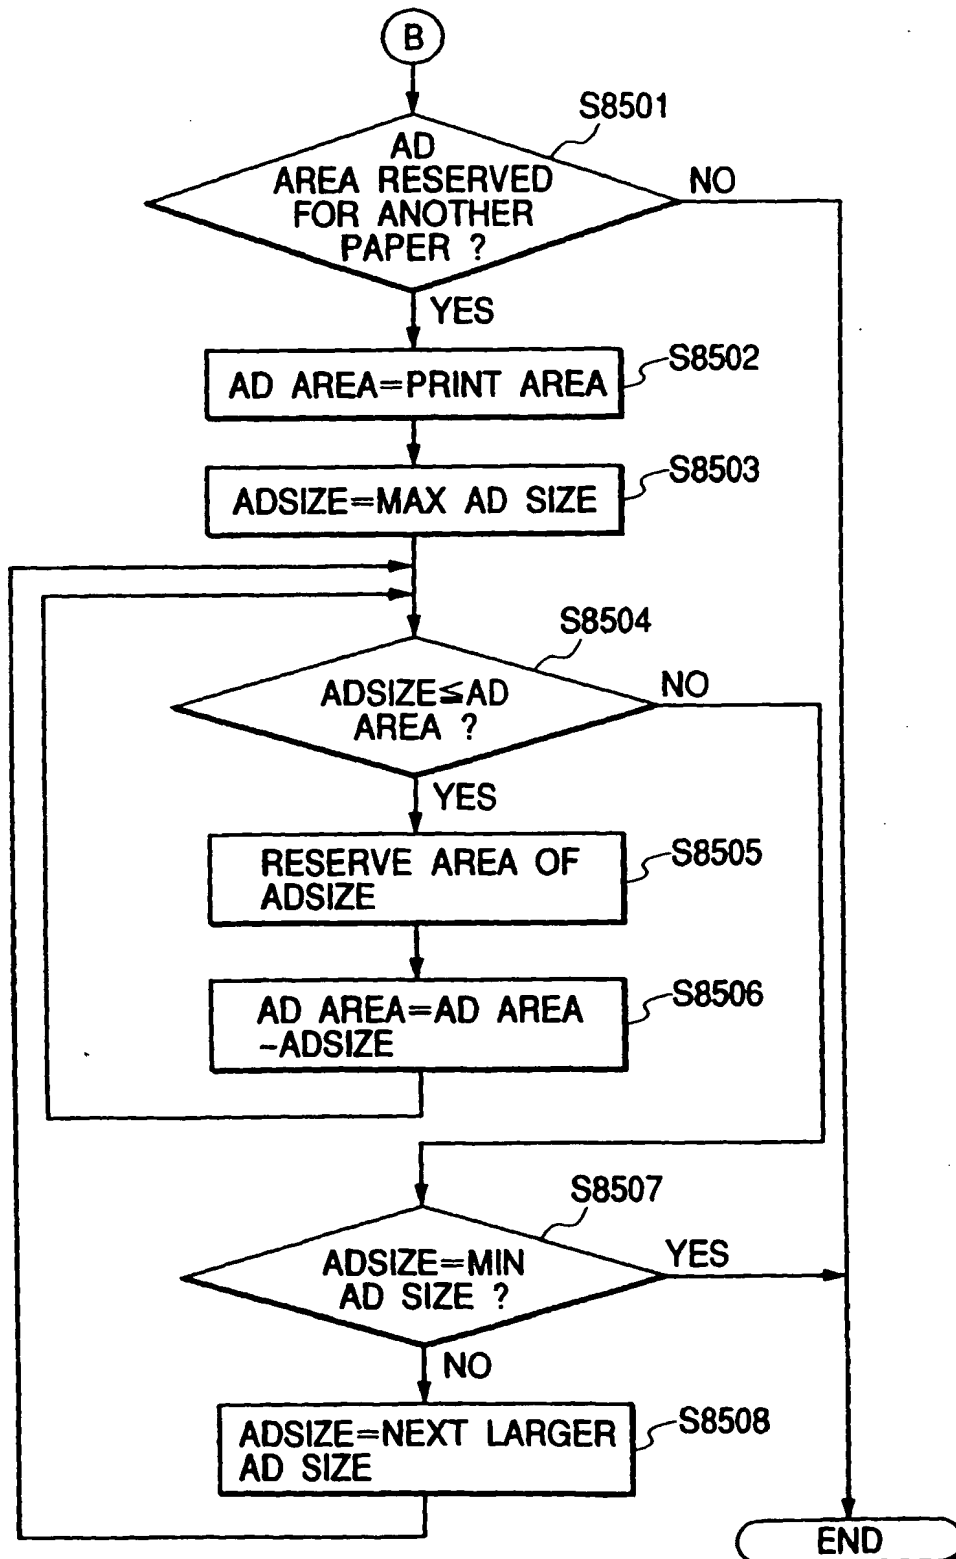 B
S8501
AD
AREA RESERVED
FOR ANOTHER
PAPER ?
NO
YES
AD AREA=PRINT AREA
S8502
ADSIZE=MAX AD SIZE
S8503
S8504
ADSIZE≦AD
AREA ?
NO
YES
RESERVE AREA OF
ADSIZE
S8505
AD AREA=AD AREA
-ADSIZE
S8506
S8507
ADSIZE=MIN
AD SIZE ?
YES
NO
ADSIZE=NEXT LARGER
AD SIZE
S8508
END